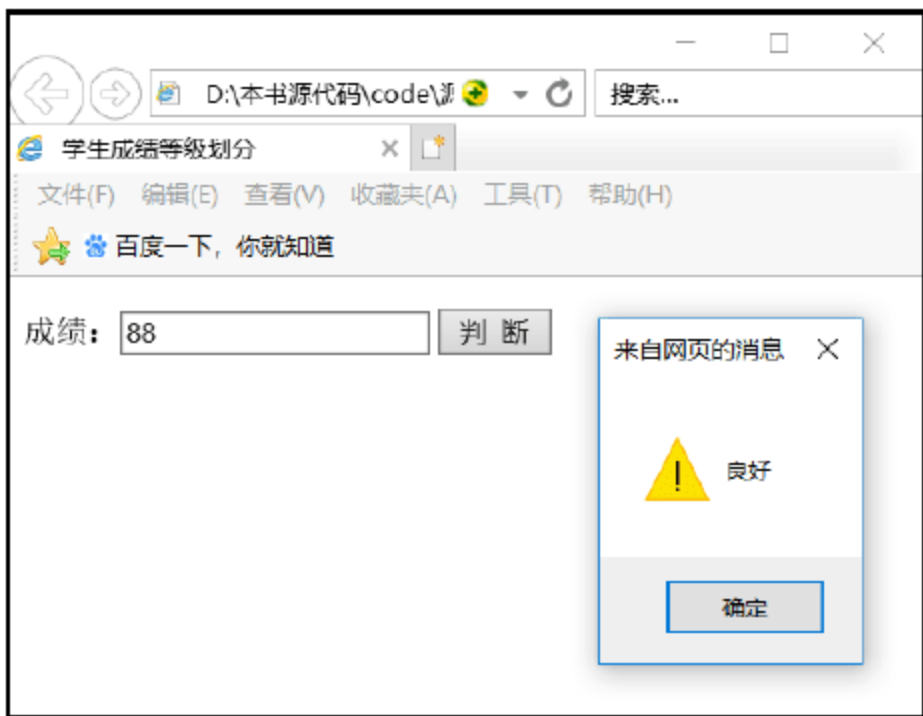 D:\本书源代码\code\源 搜索...
学生成绩等级划分
文件(F) 编辑(E) 查看(V) 收藏夹(A) 工具(T) 帮助(H)
百度一下，你就知道
成绩：88 判 断
来自网页的消息
良好
确定